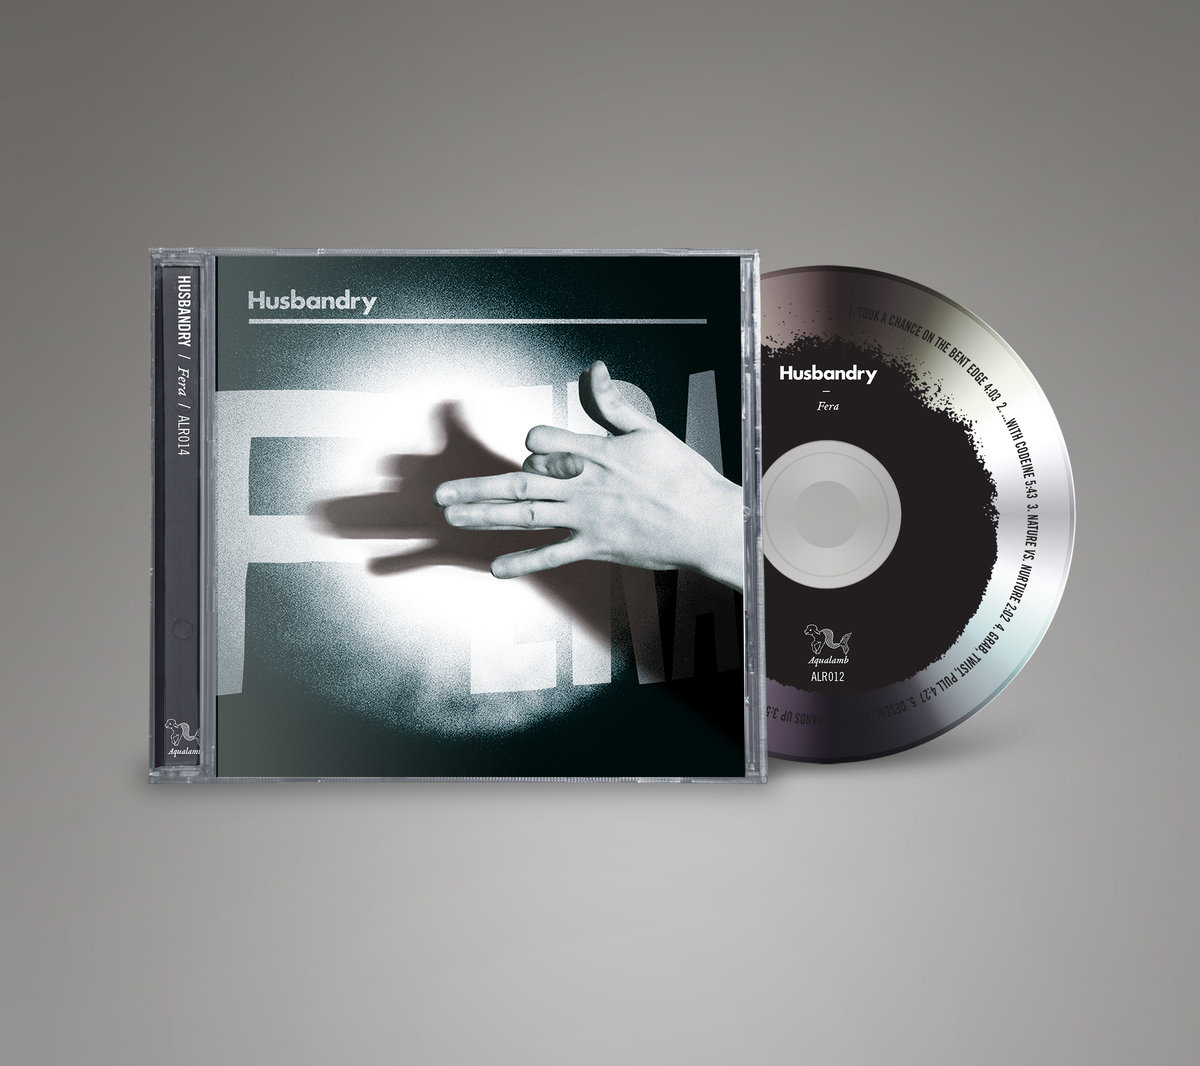 HUSBANDRY / Fera / ALR014
Aqualamb
Husbandry
FERA
1. TOOK A CHANCE ON THE BENT EDGE 4:03 2. ...WITH CODEINE 5:43 3. NATURE VS. NURTURE 2:02 4. GRAB, TWIST, PULL 4:27 5.
HANDS UP
Husbandry
–
Fera
Aqualamb
ALR012